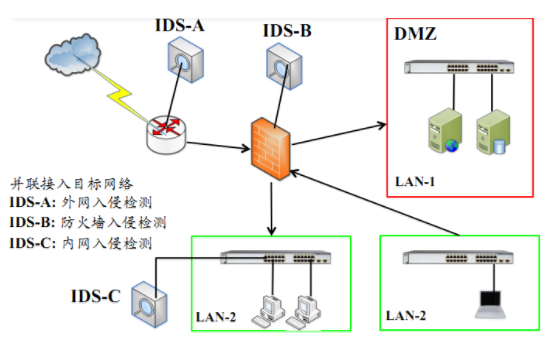 IDS-A
IDS-B
DMZ
LAN-1
并联接入目标网络
IDS-A: 外网入侵检测
IDS-B: 防火墙入侵检测
IDS-C: 内网入侵检测
IDS-C
LAN-2
LAN-2